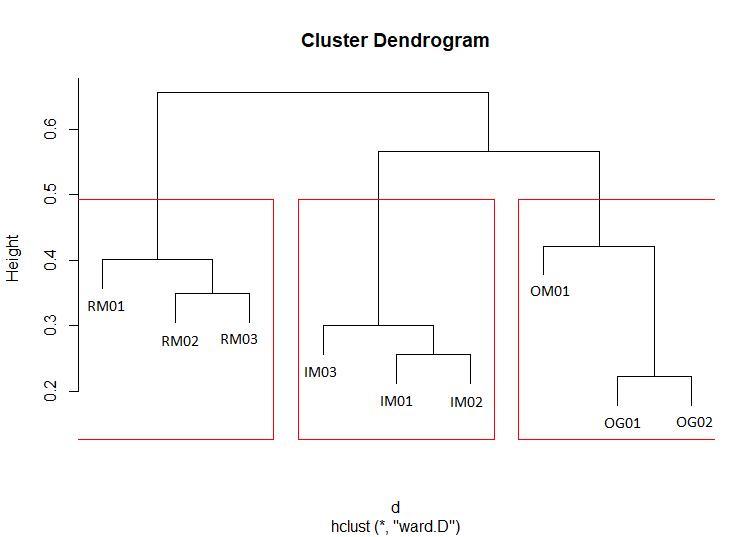 Cluster Dendrogram
Height
0.6
0.5
0.4
0.3
0.2
RM01
RM02
RM03
IM03
IM01
IM02
OM01
OG01
OG02
d
hclust (*, "ward.D")